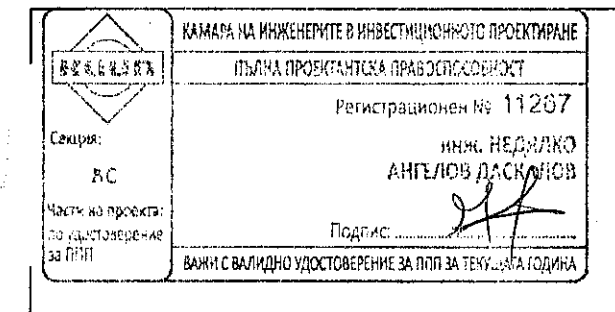 КАМАРА НА ИНЖЕНЕРИТЕ В ИНВЕСТИЦИОННОТО ПРОЕКТИРАНЕ
ПЪЛНА ПРОЕКТАНТСКА ПРАВОСПОСОБНОСТ
Регистрационен № 11267
Секция:
ВС
Части на проекта:
по удостоверение
за ППП
инж. НЕДЯЛКО
АНГЕЛОВ ДАСКАЛОВ
Подпис:
ВАЖИ С ВАЛИДНО УДОСТОВЕРЕНИЕ ЗА ППП ЗА ТЕКУЩАТА ГОДИНА